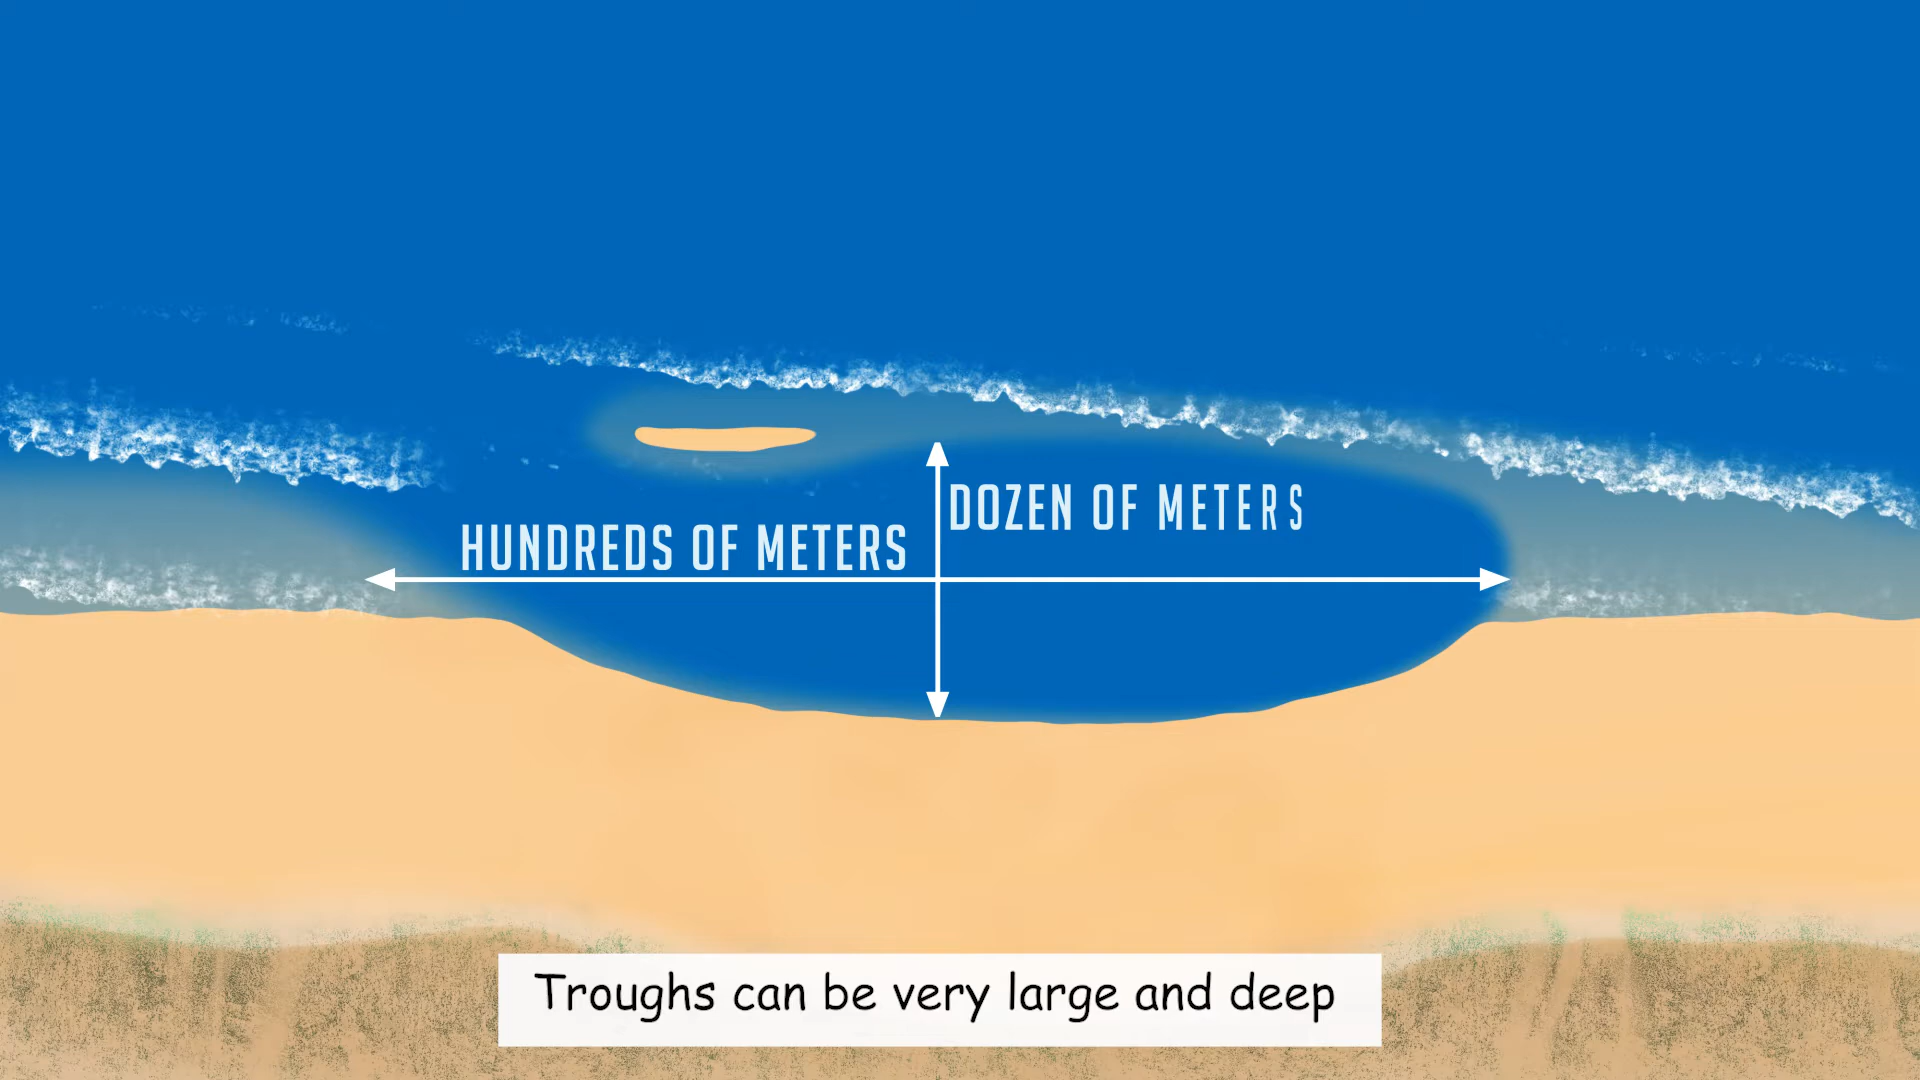 DOZEN OF METERS
HUNDREDS OF METERS
Troughs can be very large and deep